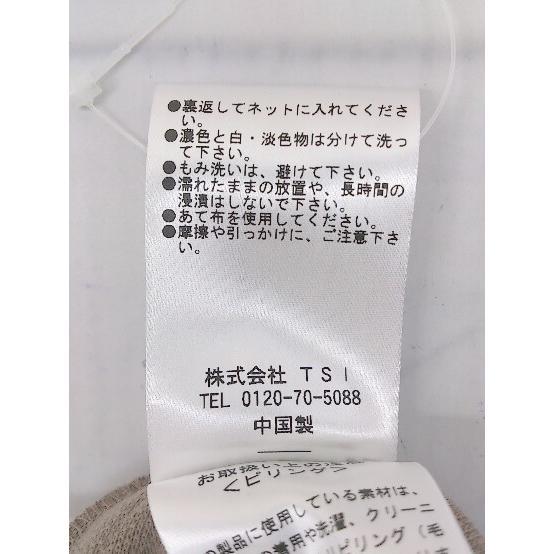 ●裏返してネットに入れてくださ
い。
●濃色と白・淡色物は分けて洗っ
て下さい。
●もみ洗いは、避けて下さい。
●濡れたままの放置や、長時間の
浸漬はしないで下さい。
●あて布を使用してください。
●摩擦や引っかけに、ご注意下さ
い。
株式会社 TSI
TEL 0120-70-5088
中国製
お取扱い上の注意
くピリング
の製品に使用している素材は、
の着用や洗濯、クリーニ
ピリング（毛